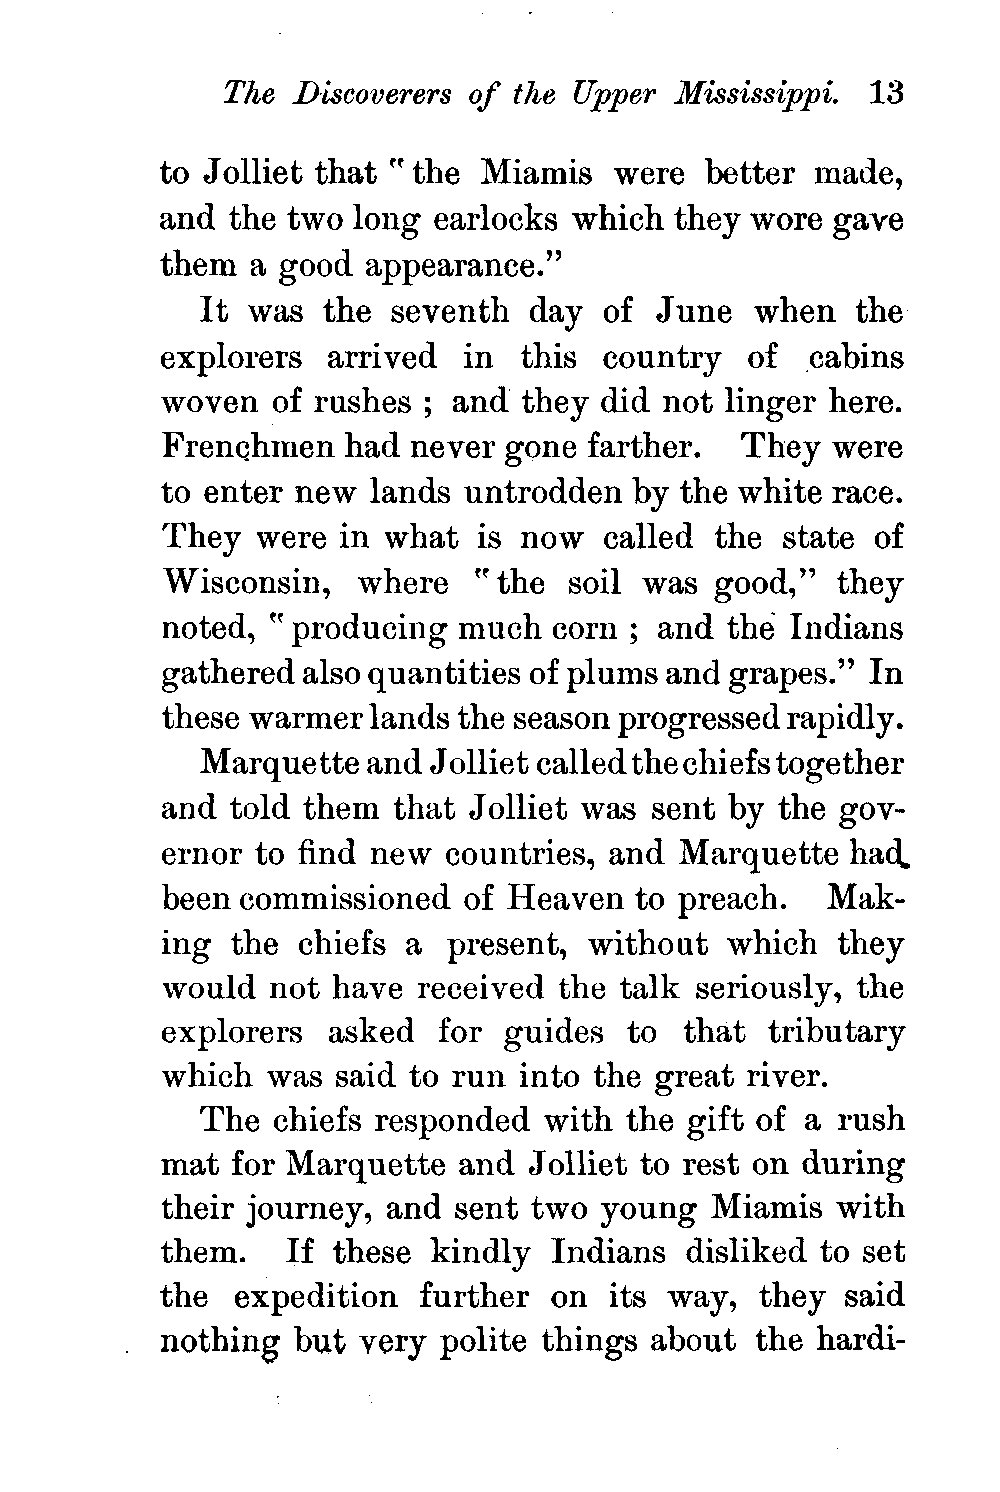 The Discoverers of the Upper Mississippi. 13
to Jolliet that "the Miamis were better made,
and the two long earlocks which they wore gave
them a good appearance."
It was the seventh day of June when the
explorers arrived in this country of cabins
woven of rushes ; and they did not linger here.
Frenchmen had never gone farther. They were
to enter new lands untrodden by the white race.
They were in what is now called the state of
Wisconsin, where "the soil was good," they
noted, "producing much corn ; and the Indians
gathered also quantities of plums and grapes." In
these warmer lands the season progressed rapidly.
Marquette and Jolliet called the chiefs together
and told them that Jolliet was sent by the gov-
ernor to find new countries, and Marquette had
been commissioned of Heaven to preach. Mak-
ing the chiefs a present, without which they
would not have received the talk seriously, the
explorers asked for guides to that tributary
which was said to run into the great river.
The chiefs responded with the gift of a rush
mat for Marquette and Jolliet to rest on during
their journey, and sent two young Miamis with
them. If these kindly Indians disliked to set
the expedition further on its way, they said
nothing but very polite things about the hardi-